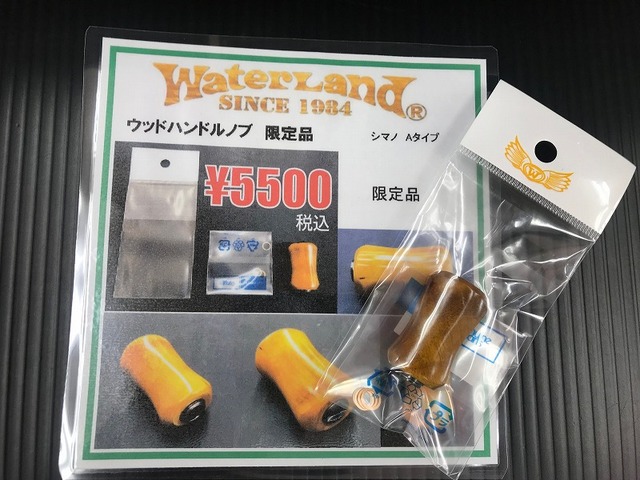 WaterLand
SINCE 1984®
ウッドハンドルノブ 限定品 シマノ Aタイプ
¥5500
税込
限定品
W